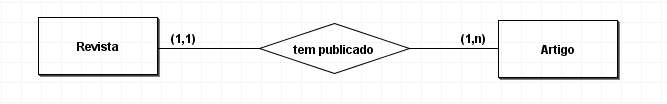 Revista
(1,1)
tem publicado
(1,n)
Artigo